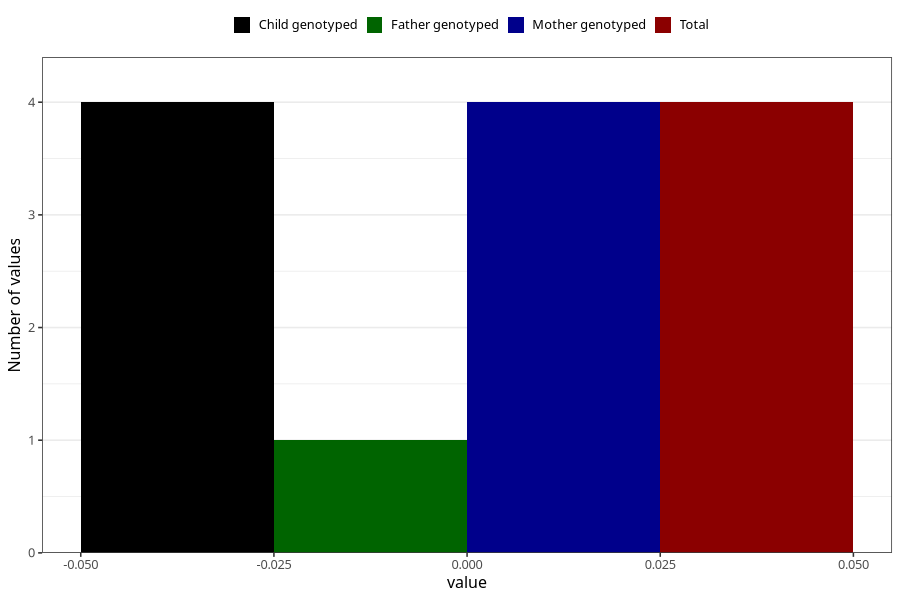 Child genotyped Father genotyped Mother genotyped Total
4
3
2
1
0
Number of values
-0.050 -0.025 0.000 0.025 0.050
value